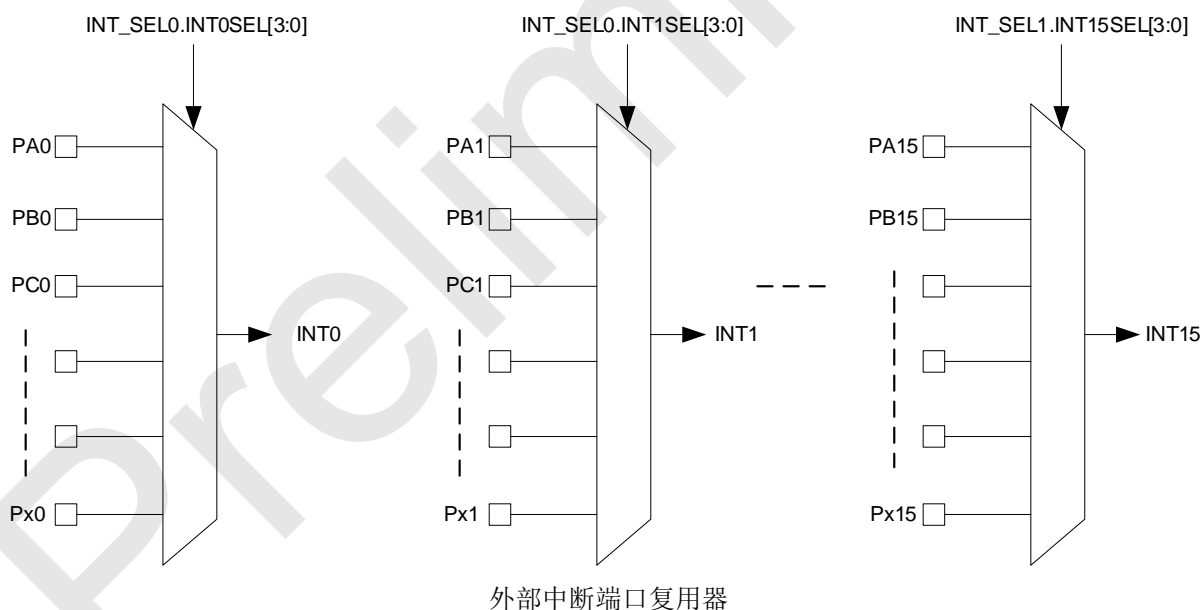 INT_SEL0.INT0SEL[3:0]
INT_SEL0.INT1SEL[3:0]
INT_SEL1.INT15SEL[3:0]
PA0
PA1
PA15
PB0
PB1
PB15
PC0
PC1
INT0
INT1
INT15
Px0
Px1
Px15
外部中断端口复用器
Prelim